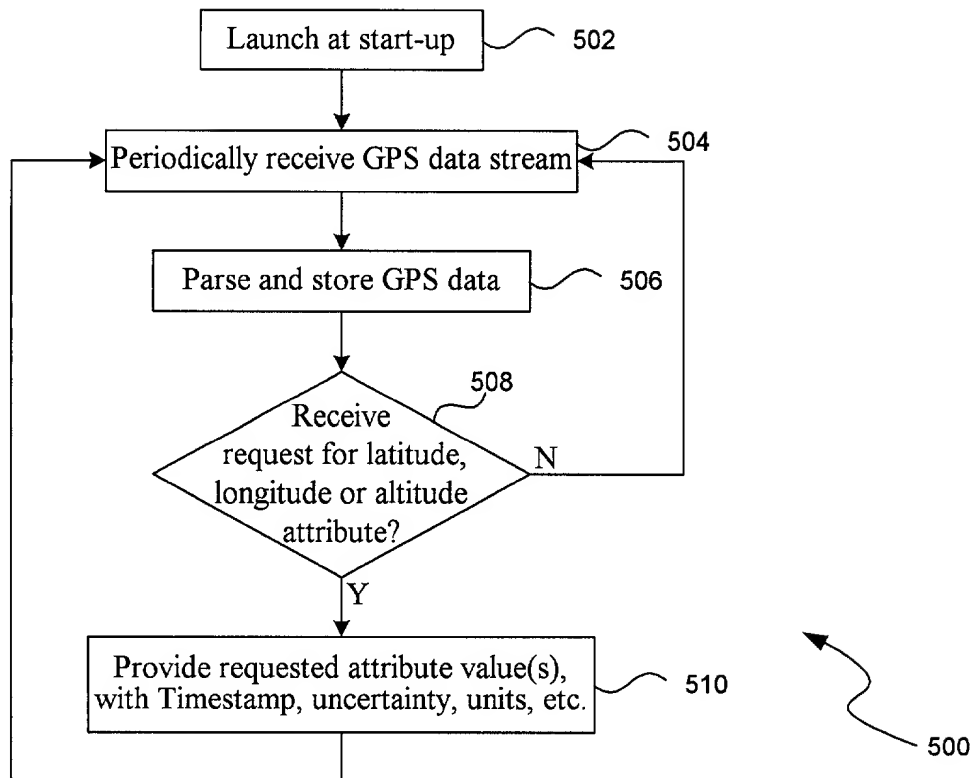 Launch at start-up
502
504
Periodically receive GPS data stream
Parse and store GPS data
506
508
Receive
request for latitude,
longitude or altitude
attribute?
N
Y
Provide requested attribute value(s),
with Timestamp, uncertainty, units, etc.
510
500